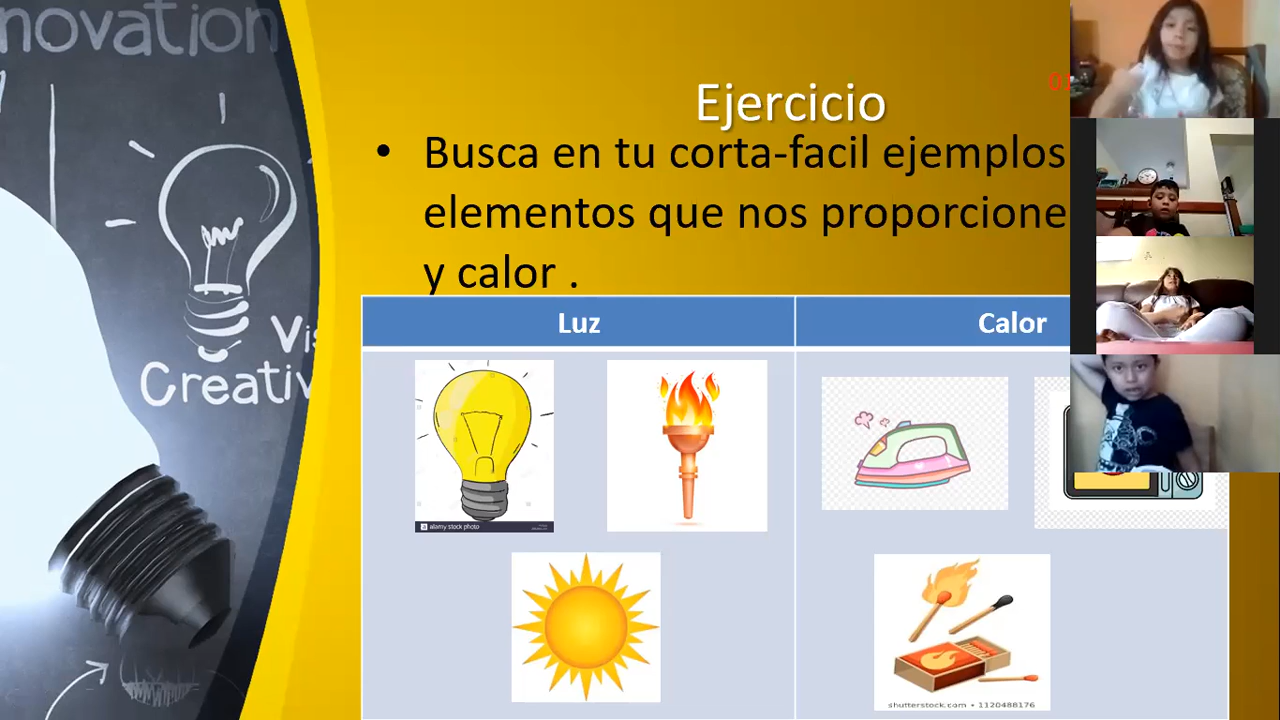 novation
Ejercicio
• Busca en tu corta-facil ejemplos
elementos que nos proporcione
y calor .
Luz
Calor
Creativ
alamy stock photo
shutterstock.com • 1120488176